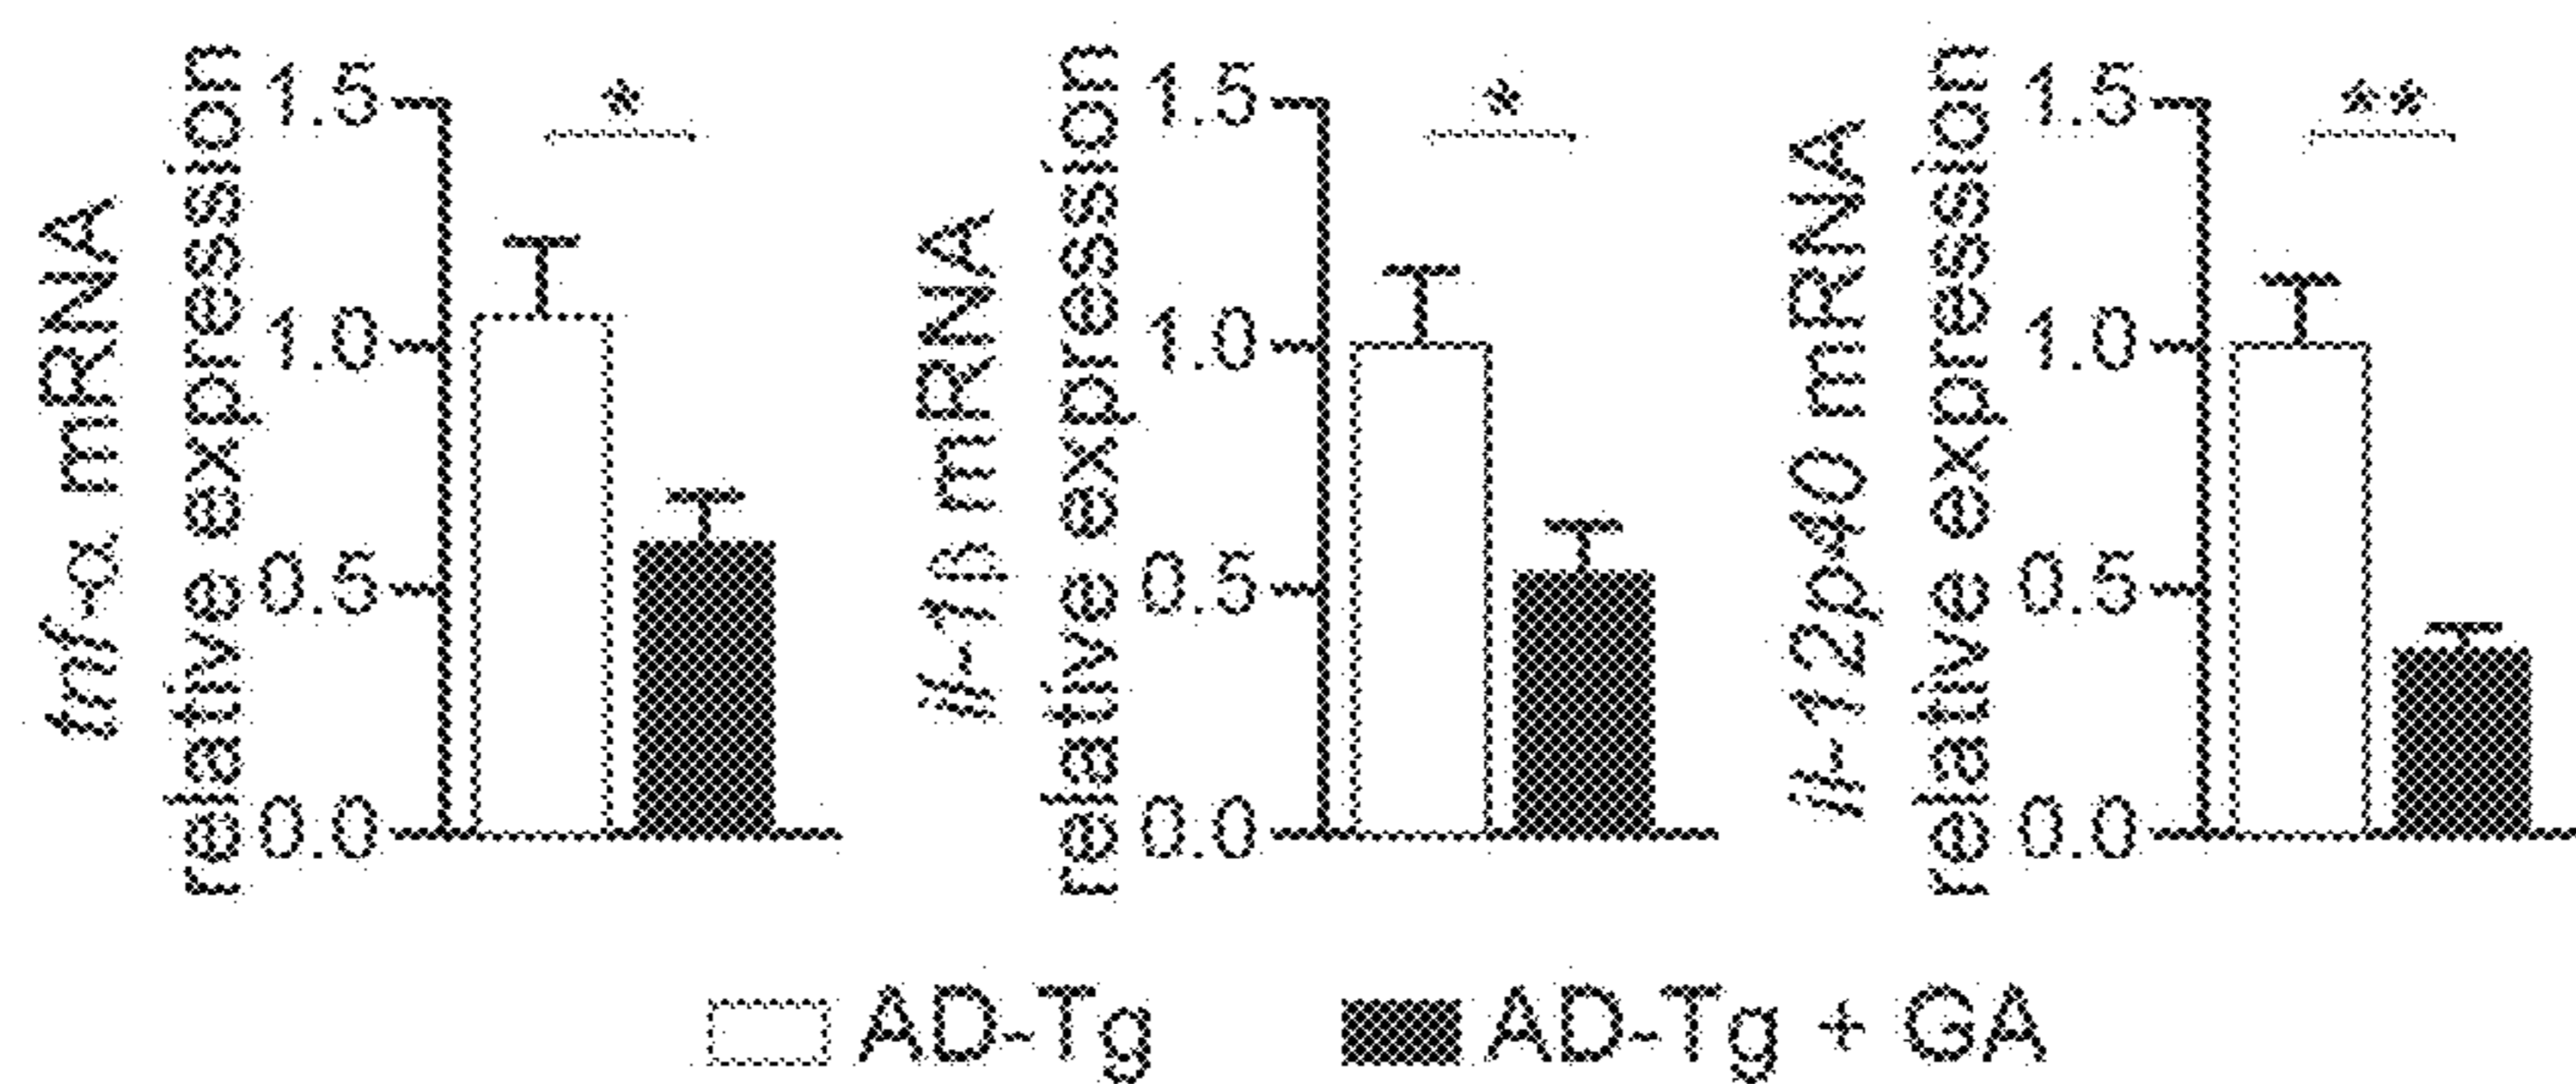 tnf-α mRNA
relative expression
1.5
1.0
0.5
0.0
*
il-1β mRNA
relative expression
1.5
1.0
0.5
0.0
*
il-12p40 mRNA
relative expression
1.5
1.0
0.5
0.0
**
AD-Tg
AD-Tg + GA